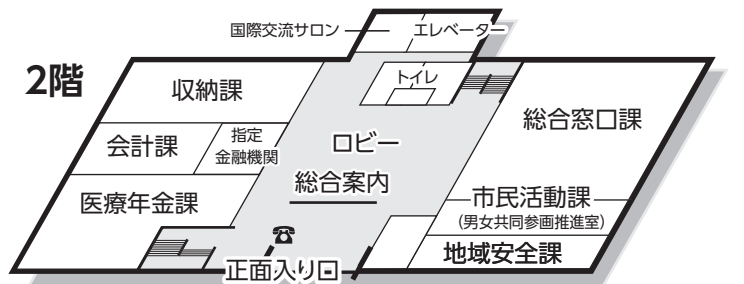 国際交流サロン
エレベーター
2階
トイレ
収納課
総合窓口課
指定
金融機関
会計課
ロビー
総合案内
医療年金課
市民活動課
(男女共同参画推進室)
地域安全課
正面入り口